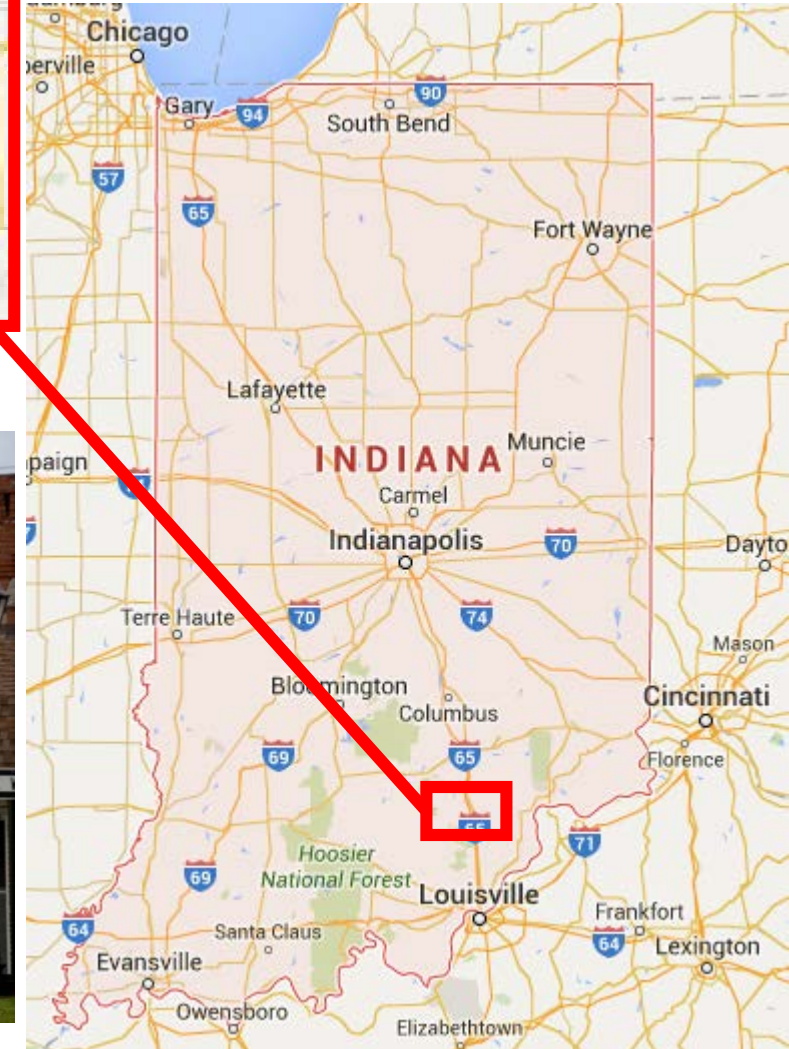 Chicago
perville
Gary
94
90
South Bend
57
65
Fort Wayne
Lafayette
Muncie
INDIANA
paign
Carmel
Indianapolis
70
Dayto
Terre Haute
70
74
Mason
Bloomington
Columbus
Cincinnati
69
65
Florence
65
71
Hoosier
National Forest
69
Louisville
Frankfort
64
Santa Claus
64
Lexington
Evansville
Owensboro
Elizabethtown